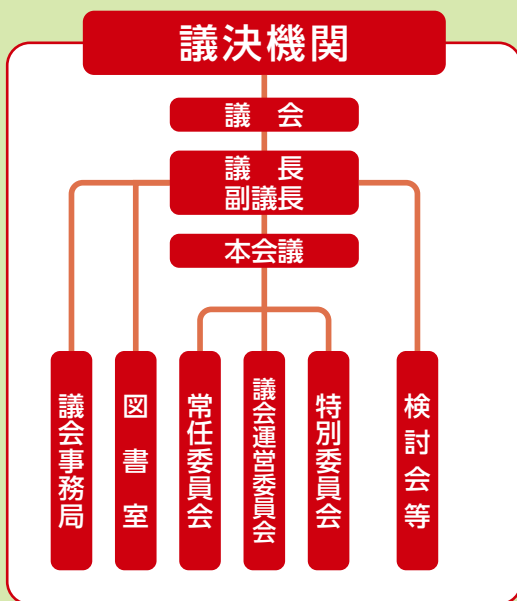 議決機関
議　会
議　長
副議長
本会議
議会事務局
図書室
常任委員会
議会運営委員会
特別委員会
検討会等